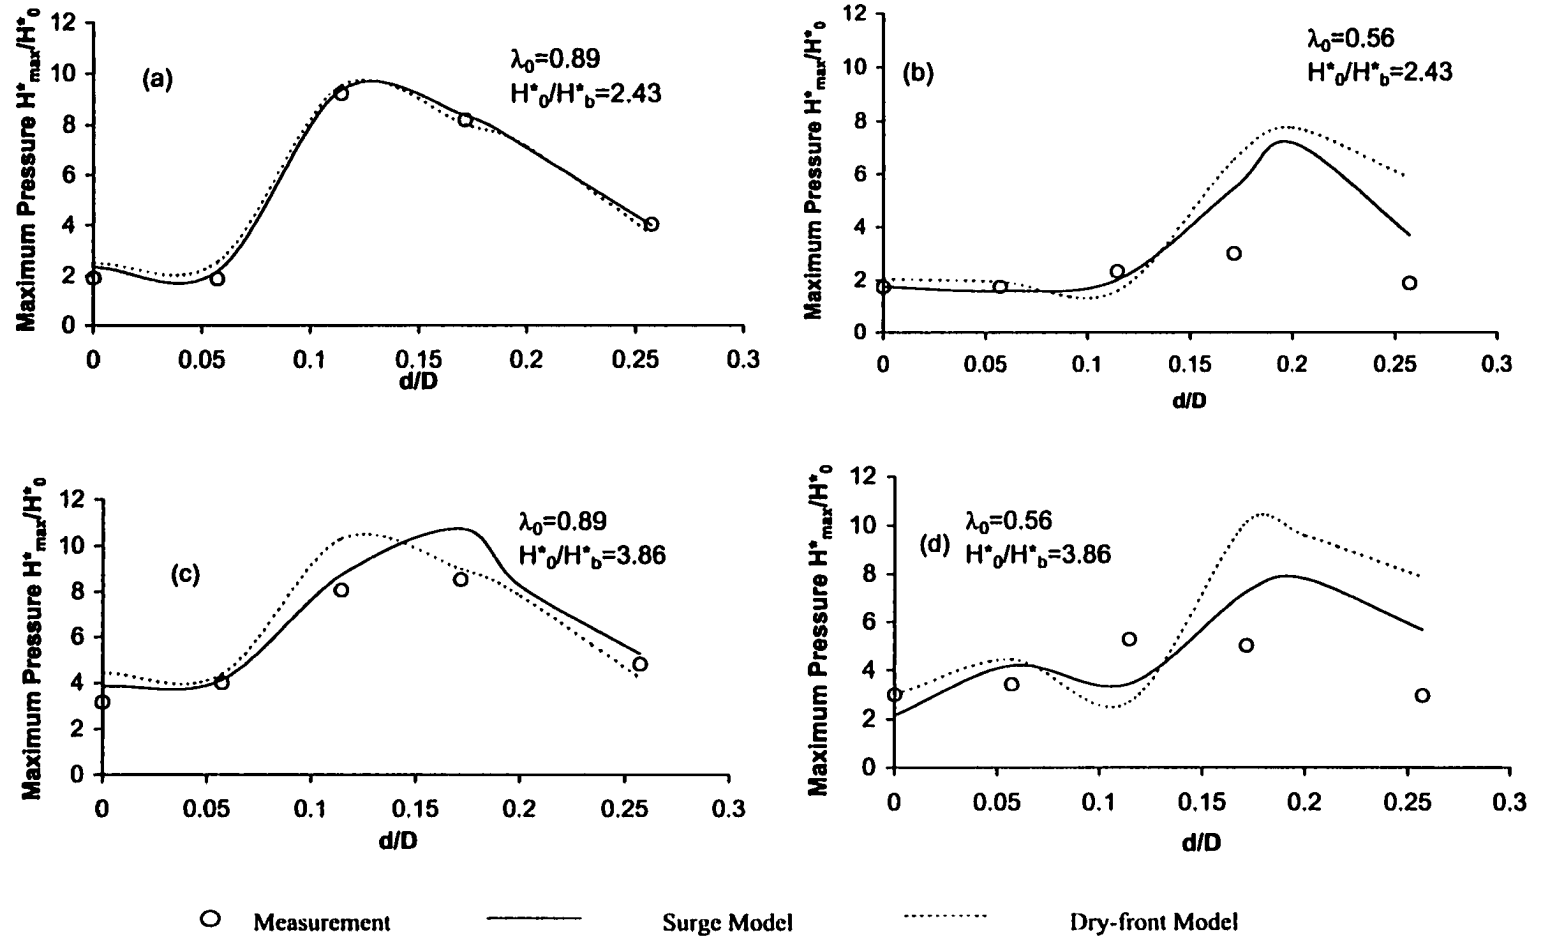 Maximum Pressure H*max/H*0
12
10
8
6
4
2
0
(a)
λ0=0.89
H*0/H*b=2.43
0 0.05 0.1 0.15 0.2 0.25 0.3
d/D
Maximum Pressure H*max/H*0
12
10
8
6
4
2
0
(b)
λ0=0.56
H*0/H*b=2.43
0 0.05 0.1 0.15 0.2 0.25 0.3
d/D
Maximum Pressure H*max/H*0
12
10
8
6
4
2
0
(c)
λ0=0.89
H*0/H*b=3.86
0 0.05 0.1 0.15 0.2 0.25 0.3
d/D
Maximum Pressure H*max/H*0
12
10
8
6
4
2
0
(d)
λ0=0.56
H*0/H*b=3.86
0 0.05 0.1 0.15 0.2 0.25 0.3
d/D
Measurement Surge Model Dry-front Model